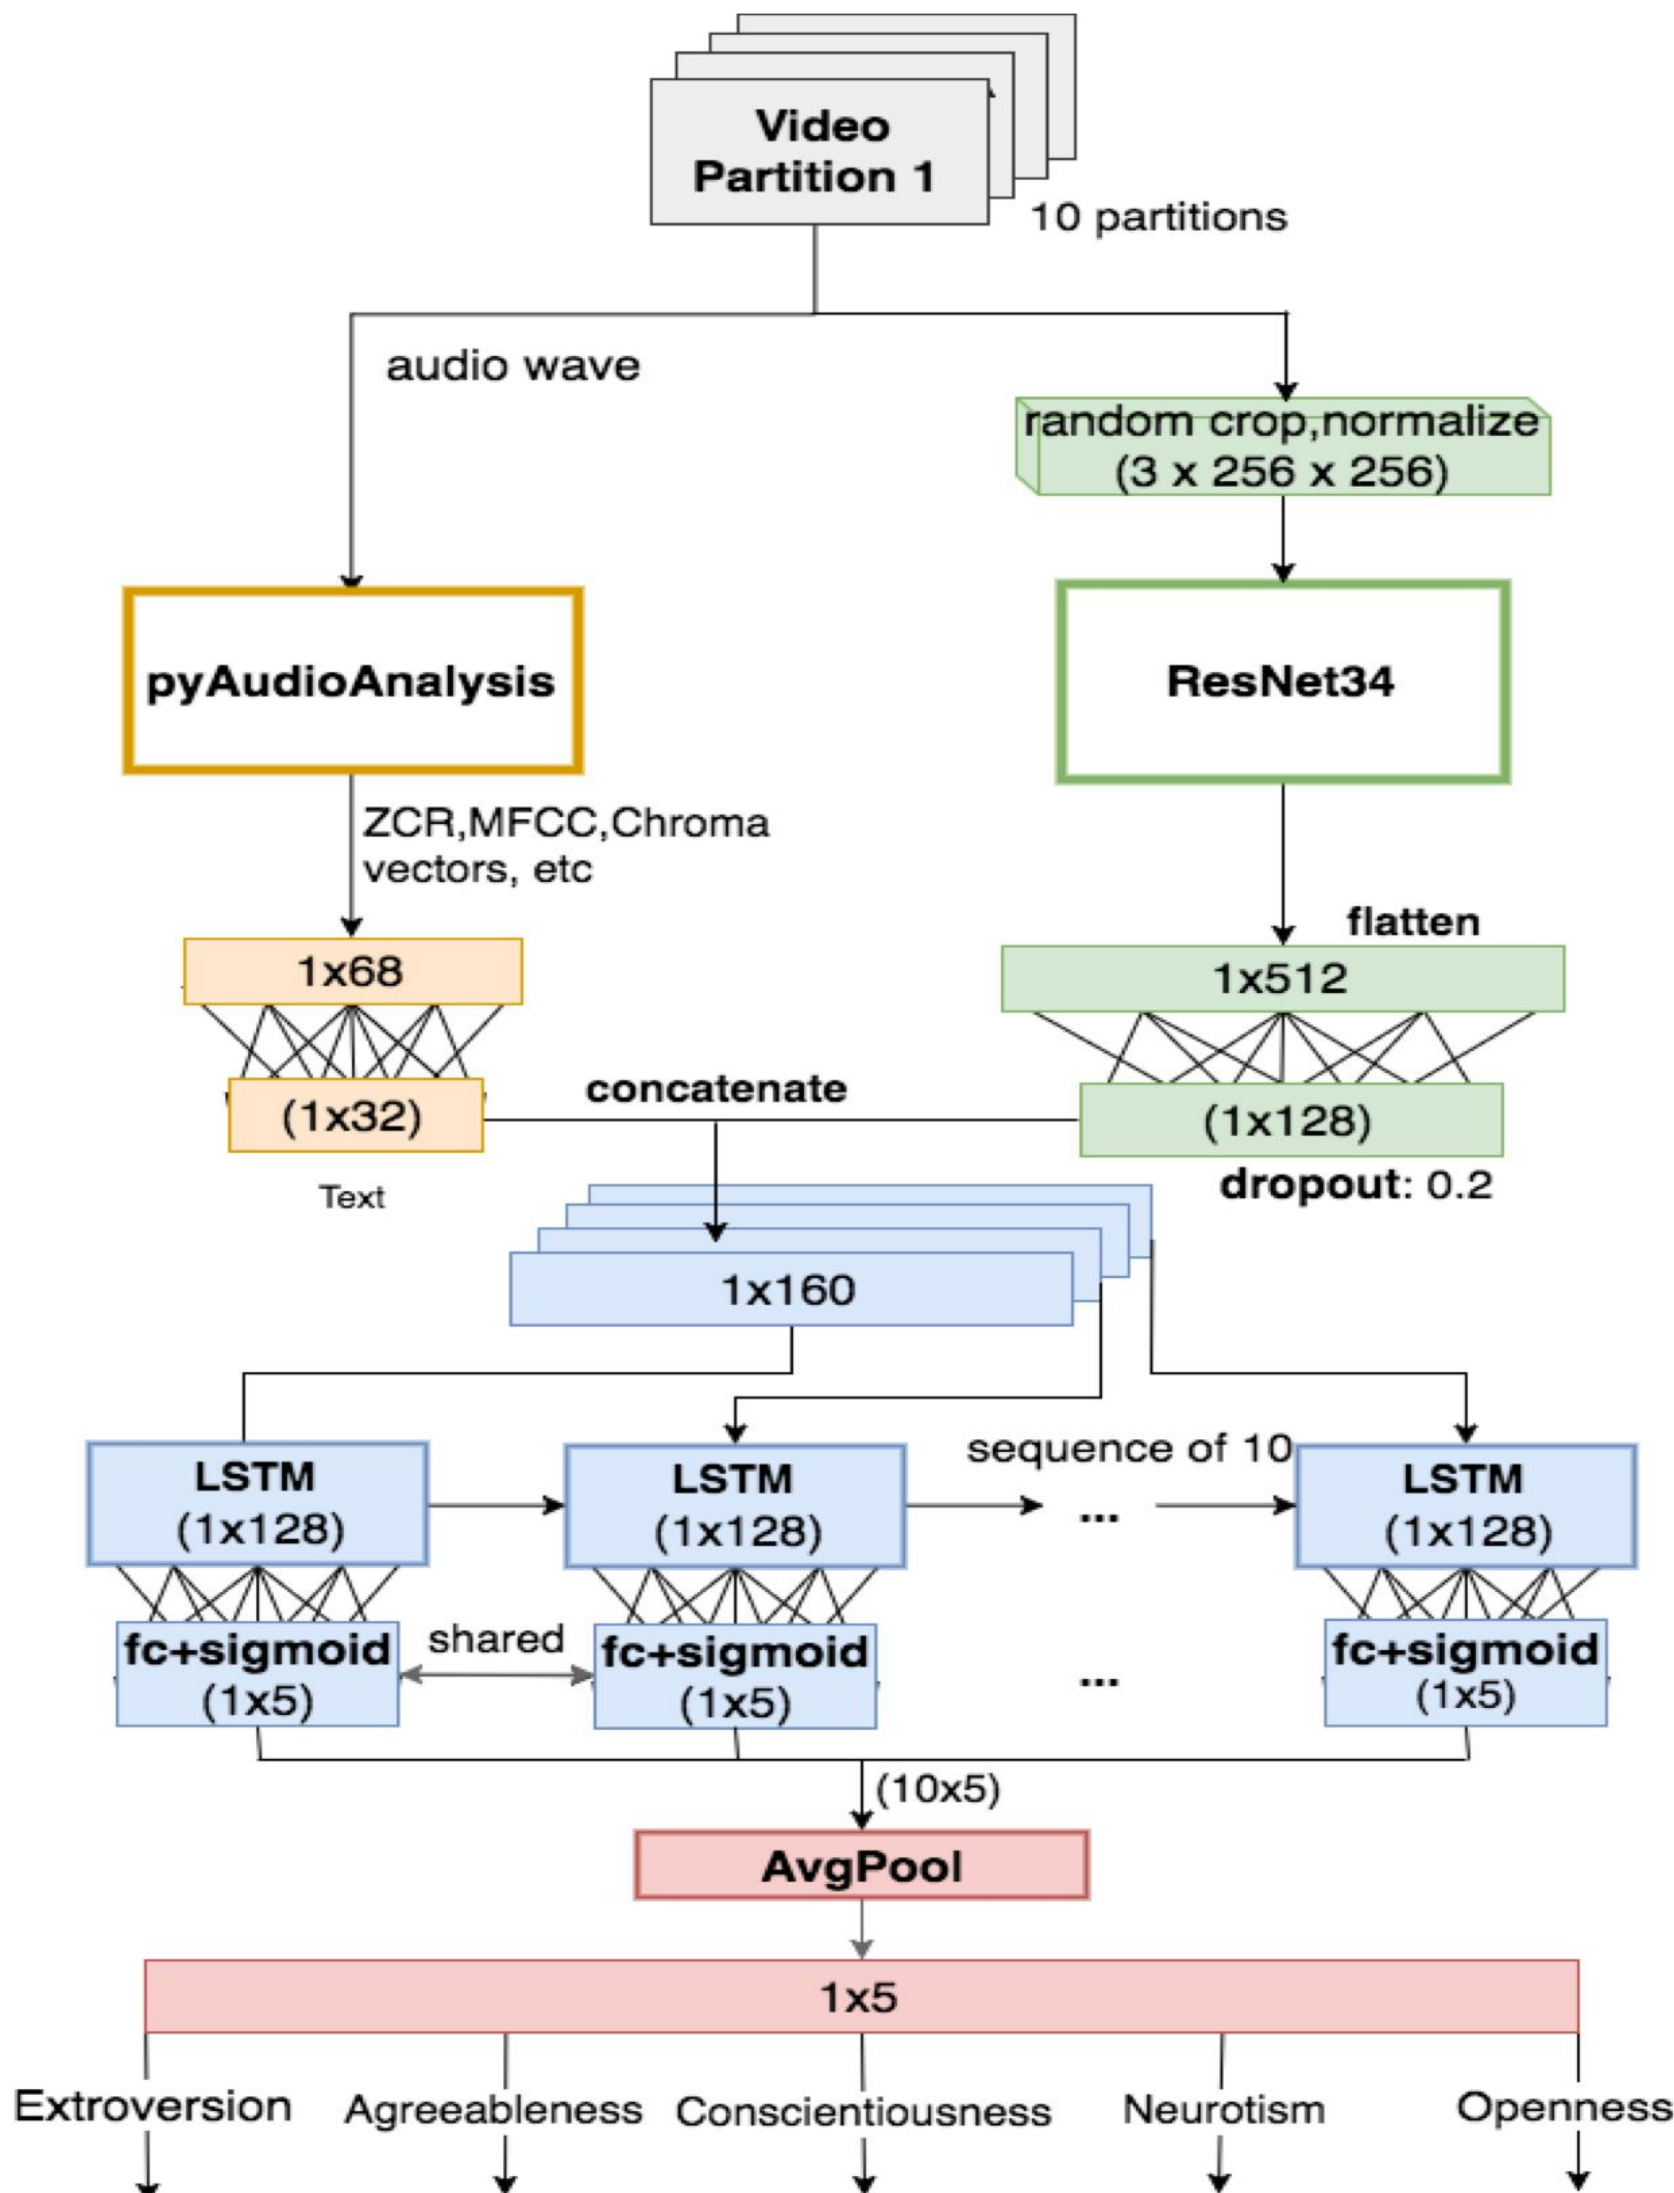 Video
Partition 1
10 partitions
audio wave
random crop,normalize
(3 x 256 x 256)
pyAudioAnalysis
ResNet34
ZCR,MFCC,Chroma
vectors, etc
flatten
1x68
1x512
concatenate
(1x32)
(1x128)
Text
dropout: 0.2
1x160
sequence of 10
LSTM
(1x128)
LSTM
(1x128)
...
LSTM
(1x128)
fc+sigmoid
(1x5)
shared
fc+sigmoid
(1x5)
...
fc+sigmoid
(1x5)
(10x5)
AvgPool
1x5
Extroversion
Agreeableness
Conscientiousness
Neurotism
Openness